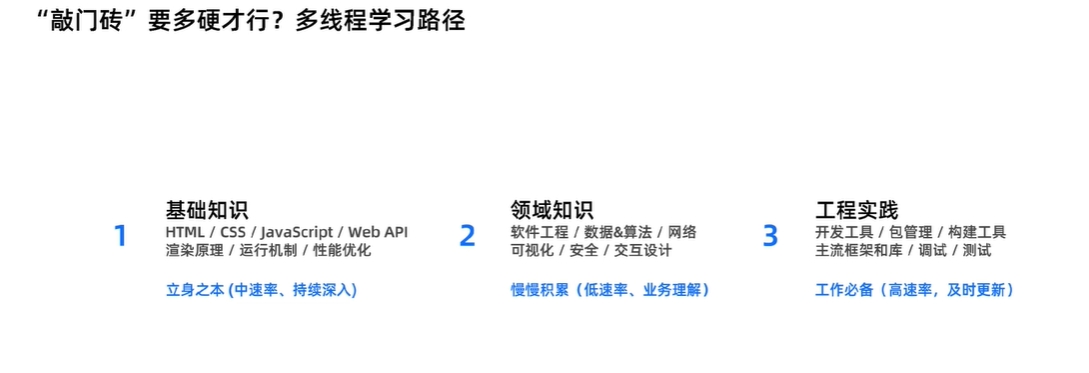 “敲门砖”要多硬才行？多线程学习路径
1
基础知识
HTML / CSS / JavaScript / Web API
渲染原理 / 运行机制 / 性能优化
立身之本 (中速率、持续深入)
2
领域知识
软件工程 / 数据&算法 / 网络
可视化 / 安全 / 交互设计
慢慢积累（低速率、业务理解）
3
工程实践
开发工具 / 包管理 / 构建工具
主流框架和库 / 调试 / 测试
工作必备（高速率，及时更新）